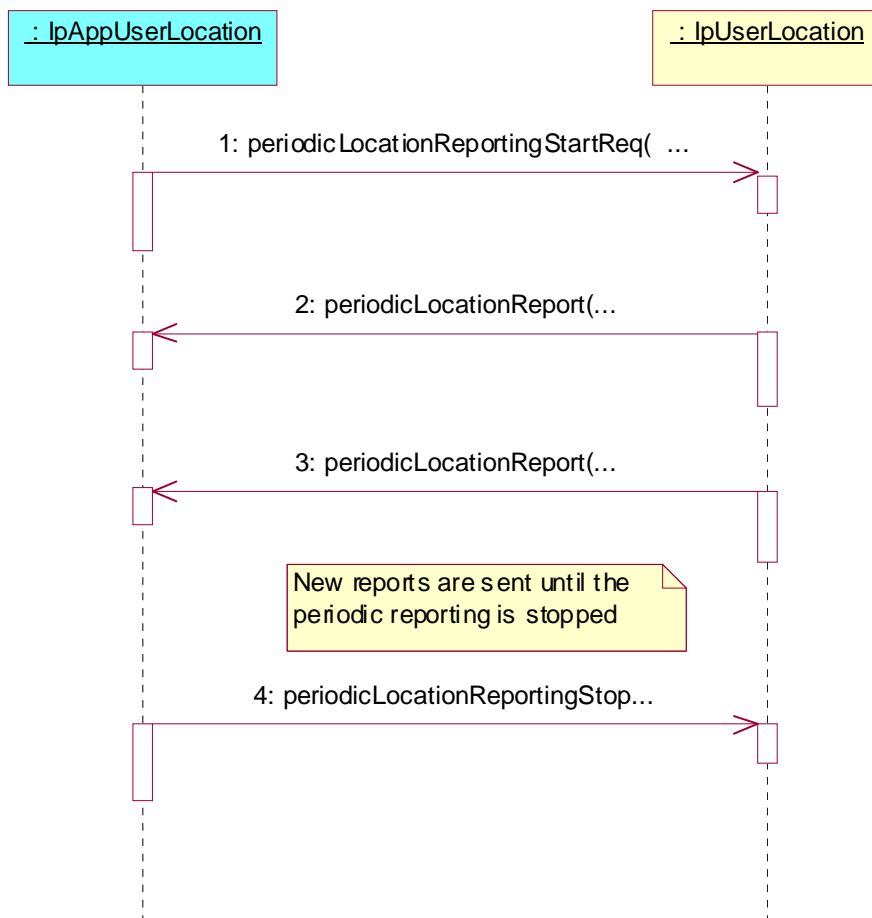 : IpAppUserLocation
: IpUserLocation
1: periodicLocationReportingStartReq( ...
2: periodicLocationReport(...
3: periodicLocationReport(...
New reports are sent until the
periodic reporting is stopped
4: periodicLocationReportingStop...